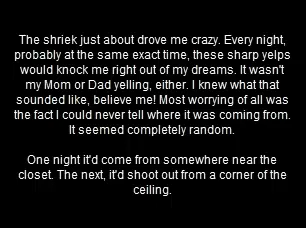 The shriek just about drove me crazy. Every night,
probably at the same exact time, these sharp yelps
would knock me right out of my dreams. It wasn't
my Mom or Dad yelling, either. I knew what that
sounded like, believe me! Most worrying of all was
the fact I could never tell where it was coming from.
It seemed completely random.

One night it'd come from somewhere near the
closet. The next, it'd shoot out from a corner of the
ceiling.